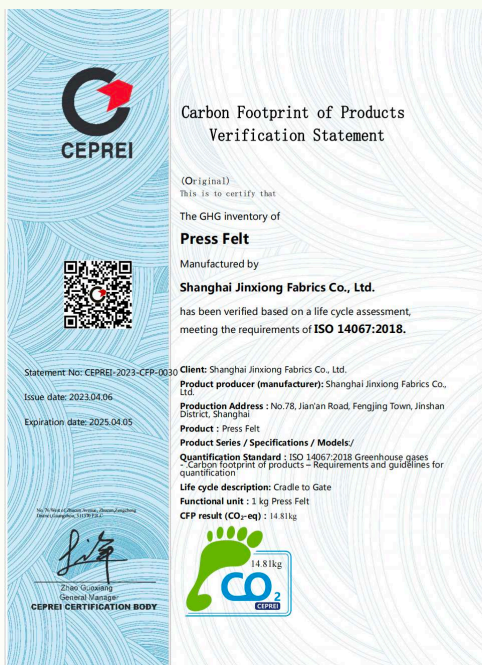 CEPREI
Carbon Footprint of Products
Verification Statement
(Original)
This is to certify that
The GHG inventory of
Press Felt
Manufactured by
Shanghai Jinxiong Fabrics Co., Ltd.
has been verified based on a life cycle assessment,
meeting the requirements of ISO 14067:2018.
Statement No: CEPREI-2023-CFP-0030
Issue date: 2023.04.06
Expiration date: 2025.04.05
Client: Shanghai Jinxiong Fabrics Co., Ltd.
Product producer (manufacturer): Shanghai Jinxiong Fabrics Co.,
Ltd.
Production Address : No.78, Jian'an Road, Fengjing Town, Jinshan
District, Shanghai
Product : Press Felt
Product Series / Specifications / Models:/
Quantification Standard : ISO 14067:2018 Greenhouse gases
- Carbon footprint of products – Requirements and guidelines for
quantification
Life cycle description: Cradle to Gate
Functional unit : 1 kg Press Felt
CFP result (CO₂-eq) : 14.81kg
Zhao Guoxiang
General Manager
CEPREI CERTIFICATION BODY
14.81kg
CO2
CEPREI